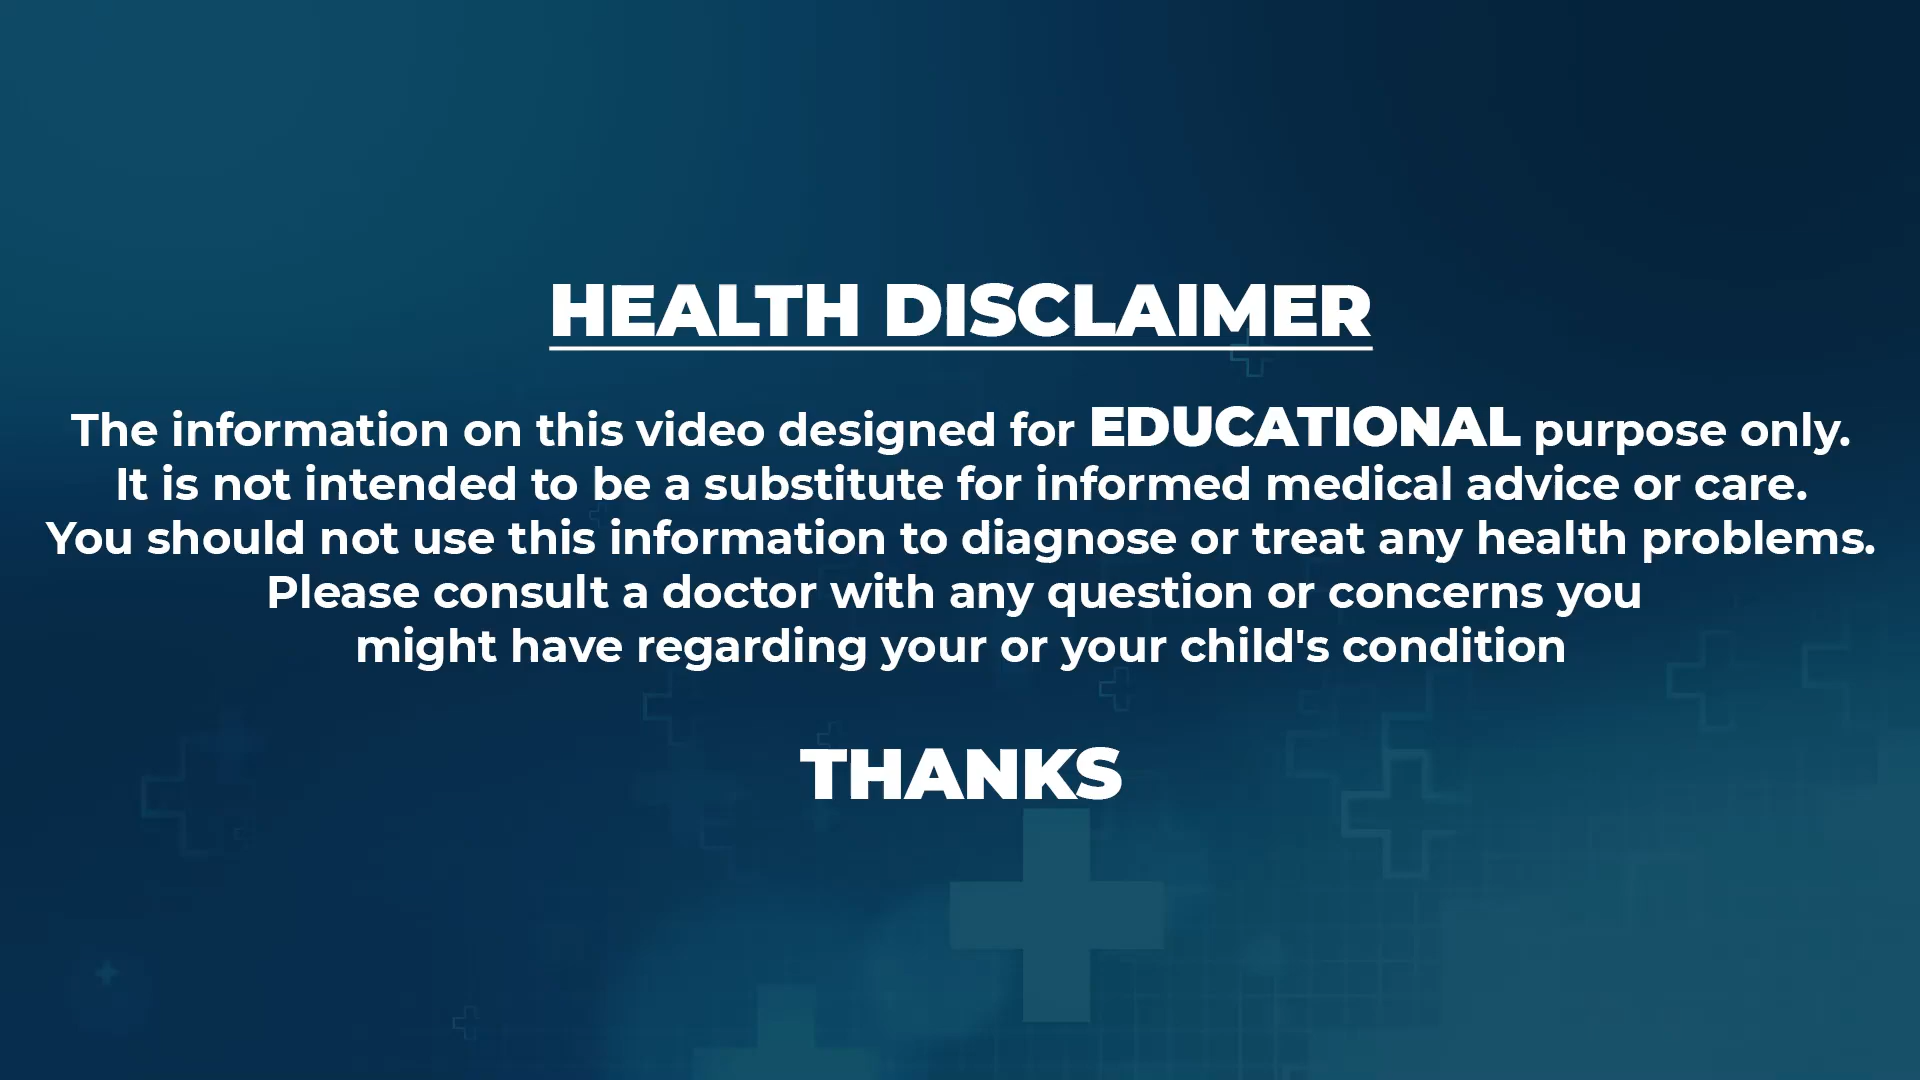 HEALTH DISCLAIMER
The information on this video designed for EDUCATIONAL purpose only.
It is not intended to be a substitute for informed medical advice or care.
You should not use this information to diagnose or treat any health problems.
Please consult a doctor with any question or concerns you
might have regarding your or your child's condition
THANKS